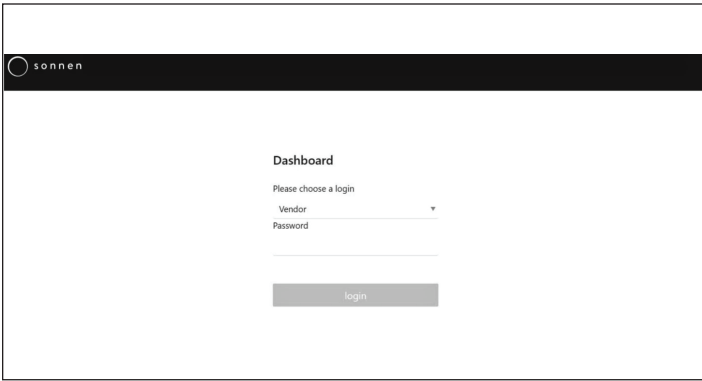 sonnen
Dashboard
Please choose a login
Vendor
Password
login